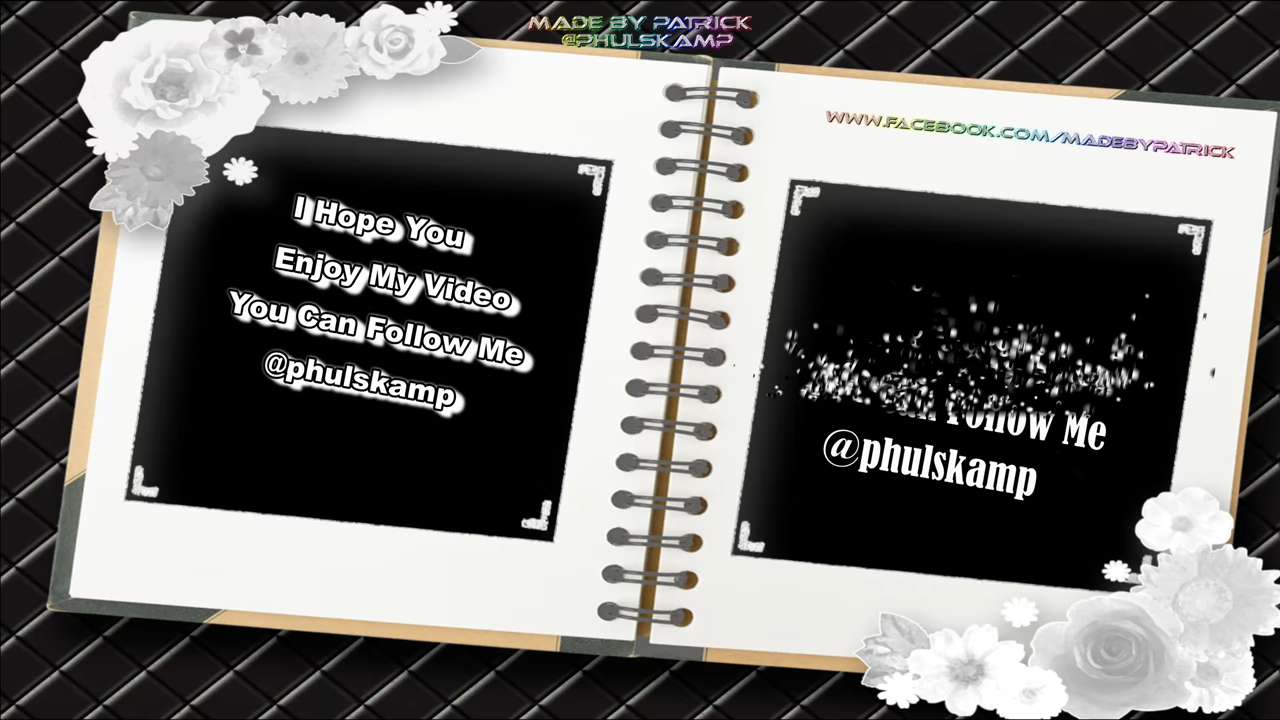 MADE BY PATRICK
@PHULSKAMP
WWW.FACEBOOK.COM/MADEBYPATRICK
I Hope You
Enjoy My Video
You Can Follow Me
@phulskamp
Follow Me
@phulskamp